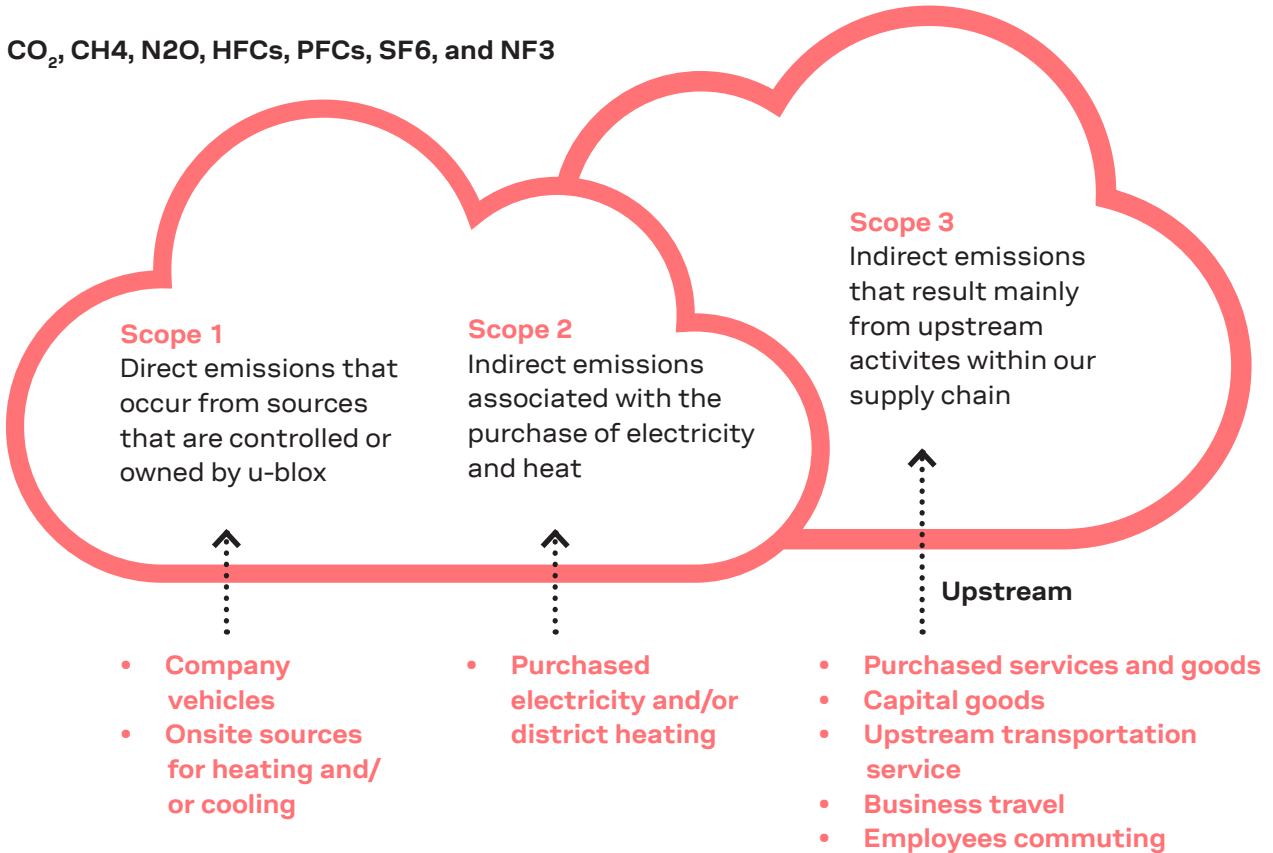 CO₂, CH4, N2O, HFCs, PFCs, SF6, and NF3
Scope 1
Direct emissions that
occur from sources
that are controlled or
owned by u-blox
Scope 2
Indirect emissions
associated with the
purchase of electricity
and heat
Scope 3
Indirect emissions
that result mainly
from upstream
activites within our
supply chain
Upstream
• Company
vehicles
• Onsite sources
for heating and/
or cooling
• Purchased
electricity and/or
district heating
• Purchased services and goods
• Capital goods
• Upstream transportation
service
• Business travel
• Employees commuting